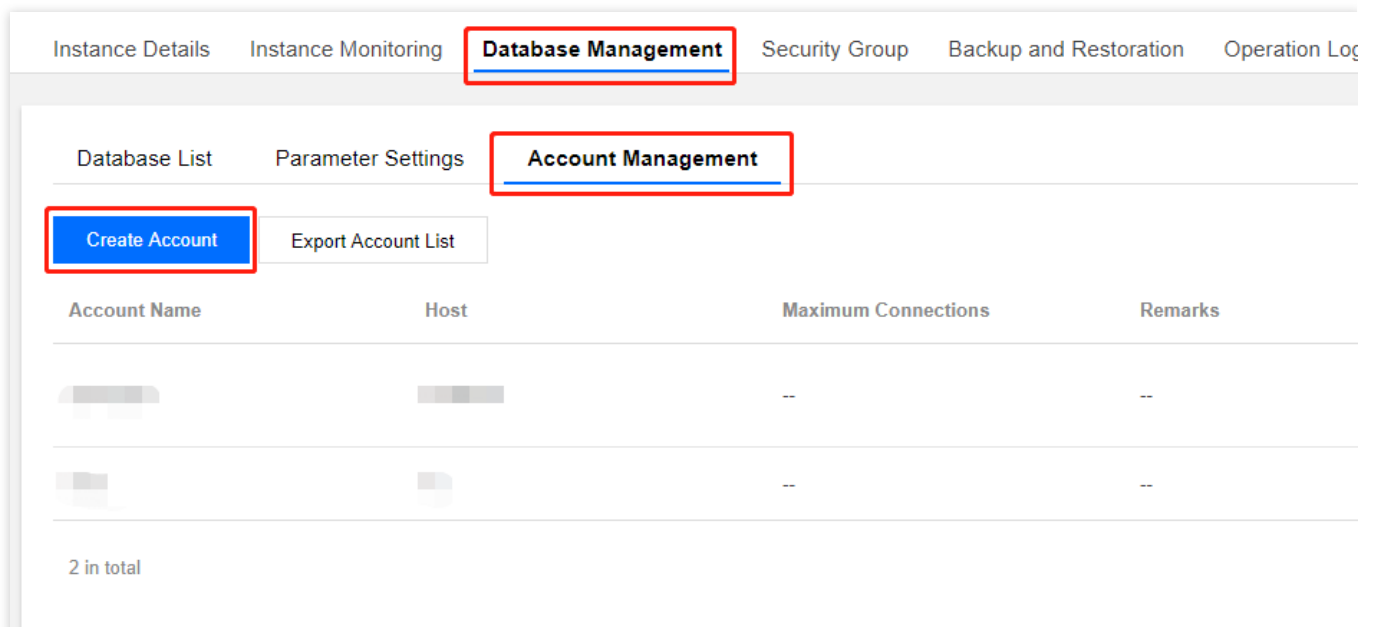 Instance Details Instance Monitoring Database Management Security Group Backup and Restoration Operation Log
Database List Parameter Settings Account Management
Create Account Export Account List
Account Name Host Maximum Connections Remarks
-- --
-- --
2 in total